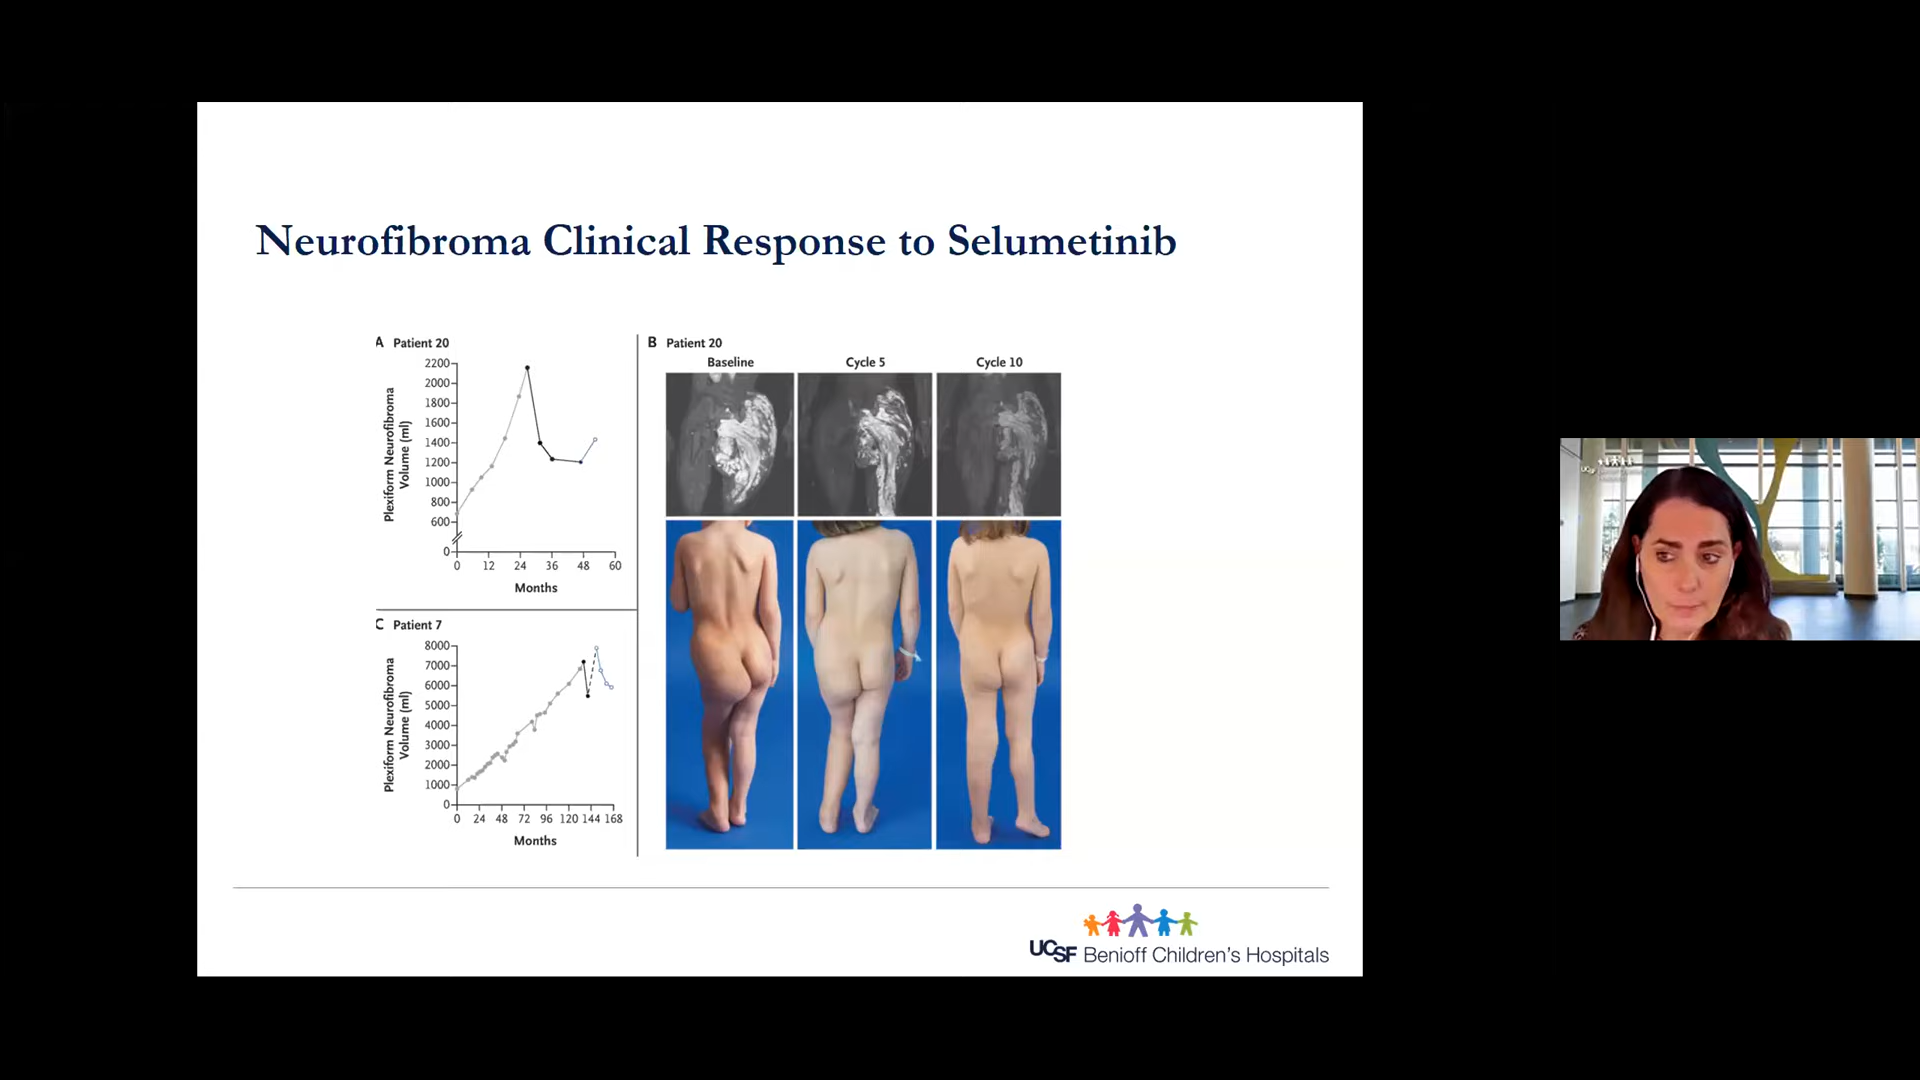 Neurofibroma Clinical Response to Selumetinib
A Patient 20
Plexiform Neurofibroma
Volume (ml)
2200
2000
1800
1600
1400
1200
1000
800
600
0
0 12 24 36 48 60
Months
B Patient 20
Baseline Cycle 5 Cycle 10
C Patient 7
Plexiform Neurofibroma
Volume (ml)
8000
7000
6000
5000
4000
3000
2000
1000
0
0 24 48 72 96 120 144 168
Months
UCSF Benioff Children's Hospitals